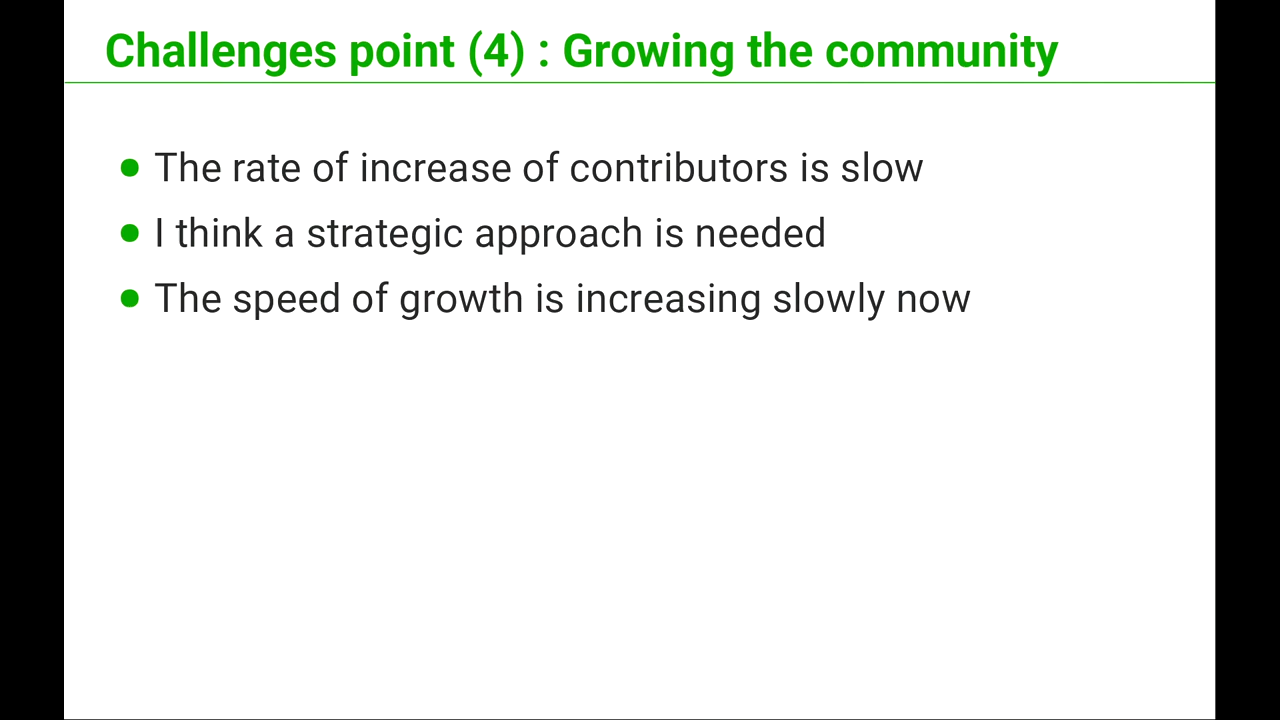 Challenges point (4) : Growing the community
The rate of increase of contributors is slow
I think a strategic approach is needed
The speed of growth is increasing slowly now